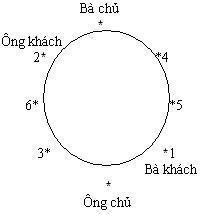 Bà chủ
*
Ông khách
2*
*4
6*
*5
3*
*1
Bà khách
*
Ông chủ